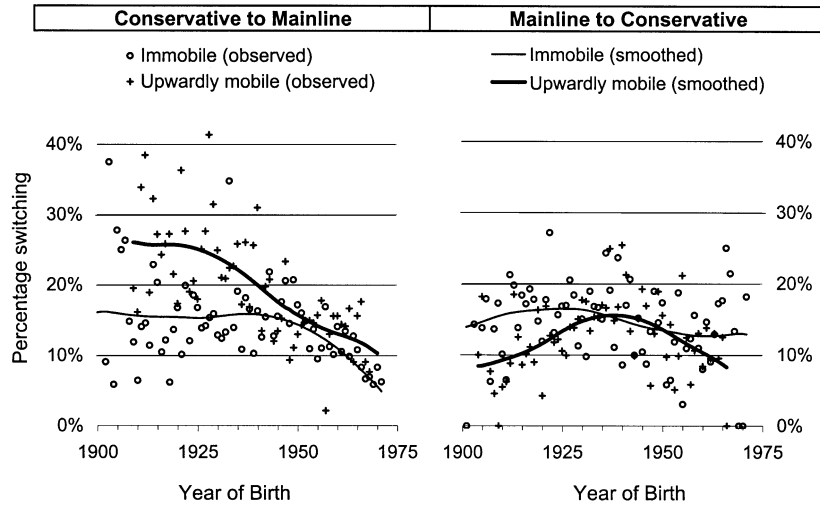 Conservative to Mainline
Mainline to Conservative
Immobile (observed)
Upwardly mobile (observed)
Immobile (smoothed)
Upwardly mobile (smoothed)
Percentage switching
40%
30%
20%
10%
0%
40%
30%
20%
10%
0%
1900 1925 1950 1975
1900 1925 1950 1975
Year of Birth
Year of Birth